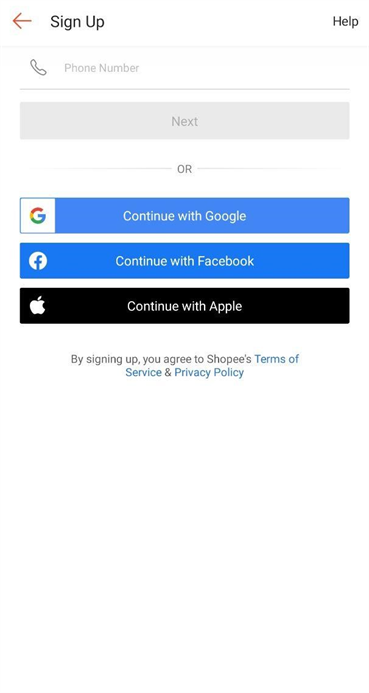 Sign Up
Help
Phone Number
Next
OR
Continue with Google
Continue with Facebook
Continue with Apple
By signing up, you agree to Shopee's Terms of
Service & Privacy Policy